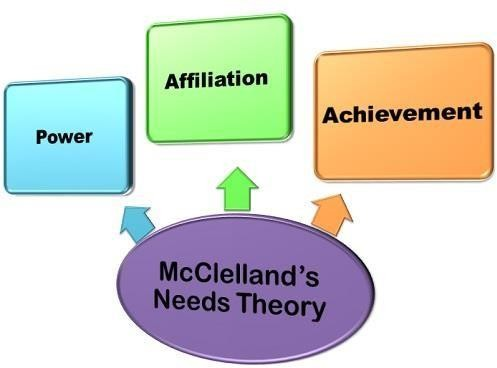 Power
Affiliation
Achievement
McClelland's
Needs Theory